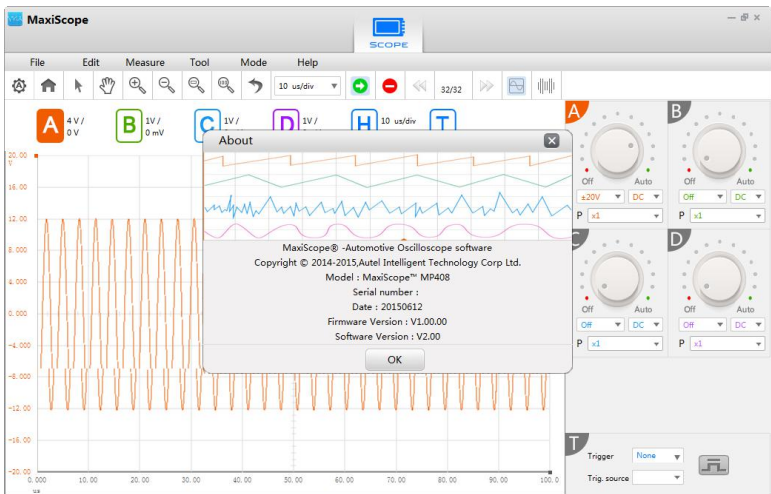 MaxiScope
SCOPE
File Edit Measure Tool Mode Help
10 us/div 32/32
A 4 V / 0 V B 1V / 0 mV C 1V / D 1V / H 10 us/div T
About
MaxiScope® -Automotive Oscilloscope software
Copyright © 2014-2015,Autel Intelligent Technology Corp Ltd.
Model : MaxiScope™ MP408
Serial number :
Date : 20150612
Firmware Version : V1.00.00
Software Version : V2.00
OK
20.00
V
16.00
12.00
8.000
4.000
0.000
-4.000
-8.000
-12.00
-16.00
-20.00
0.000 10.00 20.00 30.00 40.00 50.00 60.00 70.00 80.00 90.00 100.0
us
A
Off Auto
±20V DC
P x1
B
Off Auto
Off DC
P x1
C
Off Auto
Off DC
P x1
D
Off Auto
Off DC
P x1
T
Trigger None
Trig. source